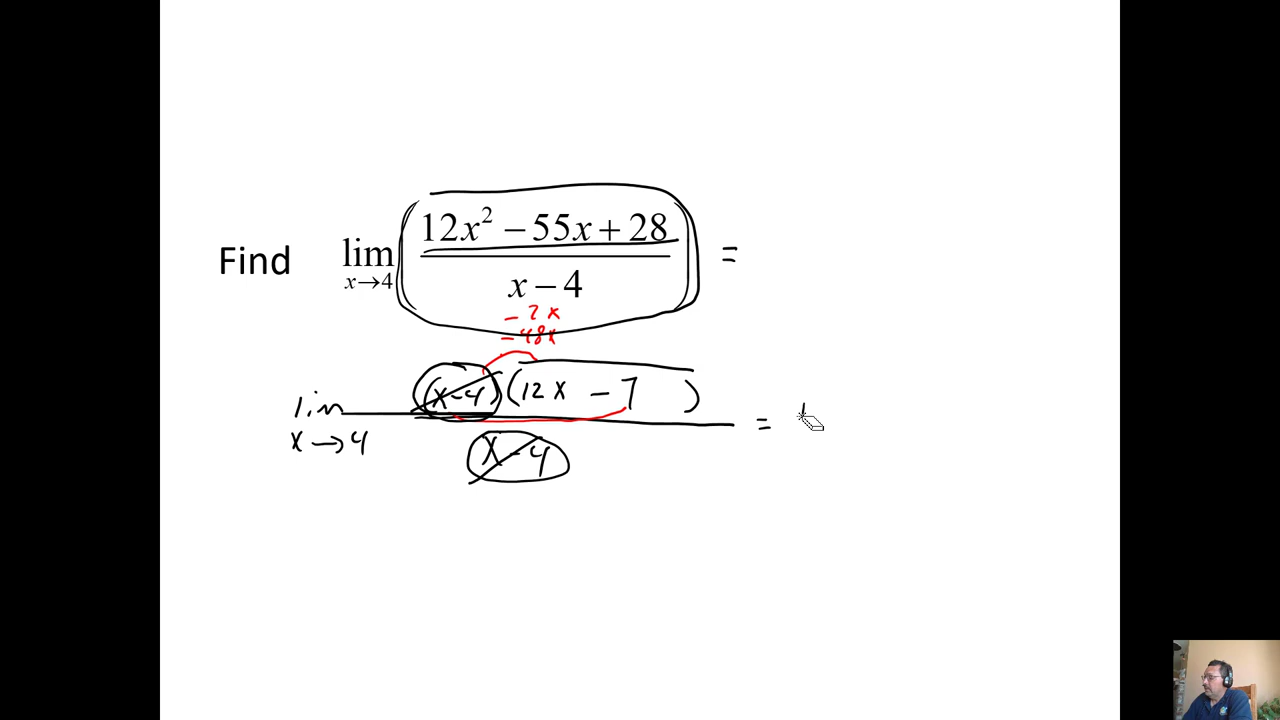 Find lim x→4 (12x² − 55x + 28)/(x − 4) =
− 7x
− 48x
lim x→4 (x−4)(12x − 7)/(x−4) =